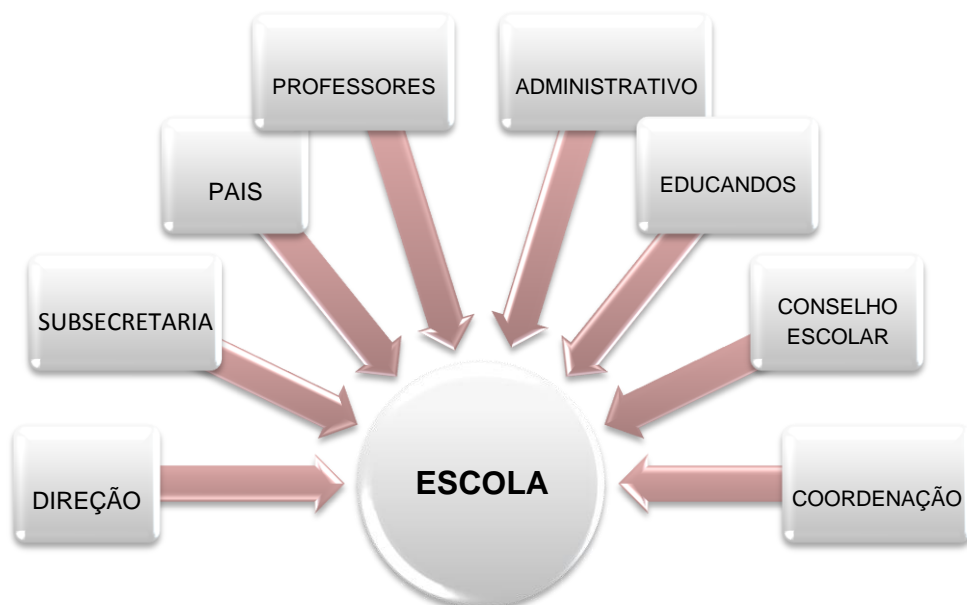 PROFESSORES
ADMINISTRATIVO
PAIS
EDUCANDOS
SUBSECRETARIA
CONSELHO
ESCOLAR
DIREÇÃO
ESCOLA
COORDENAÇÃO